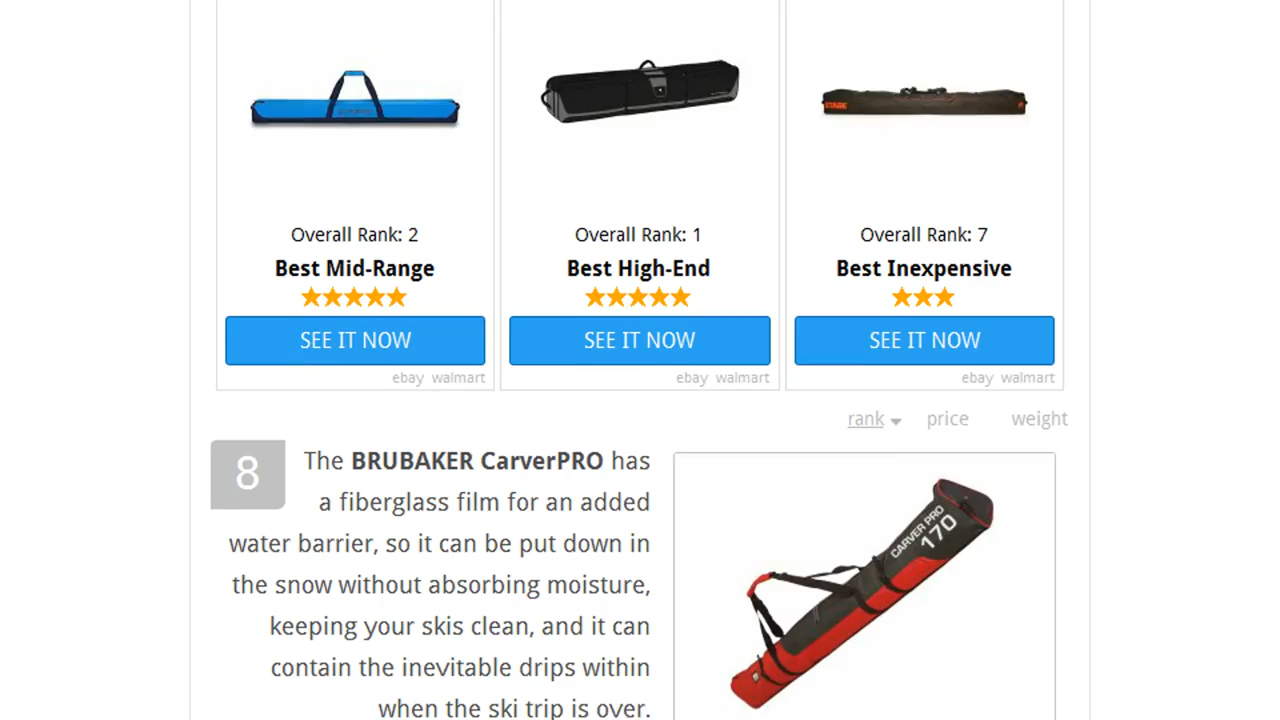 STAGE
Overall Rank: 2
Overall Rank: 1
Overall Rank: 7
Best Mid-Range
Best High-End
Best Inexpensive
SEE IT NOW
SEE IT NOW
SEE IT NOW
ebay walmart
ebay walmart
ebay walmart
rank price weight
8
The BRUBAKER CarverPRO has
a fiberglass film for an added
water barrier, so it can be put down in
the snow without absorbing moisture,
keeping your skis clean, and it can
contain the inevitable drips within
when the ski trip is over.
CARVER PRO
170